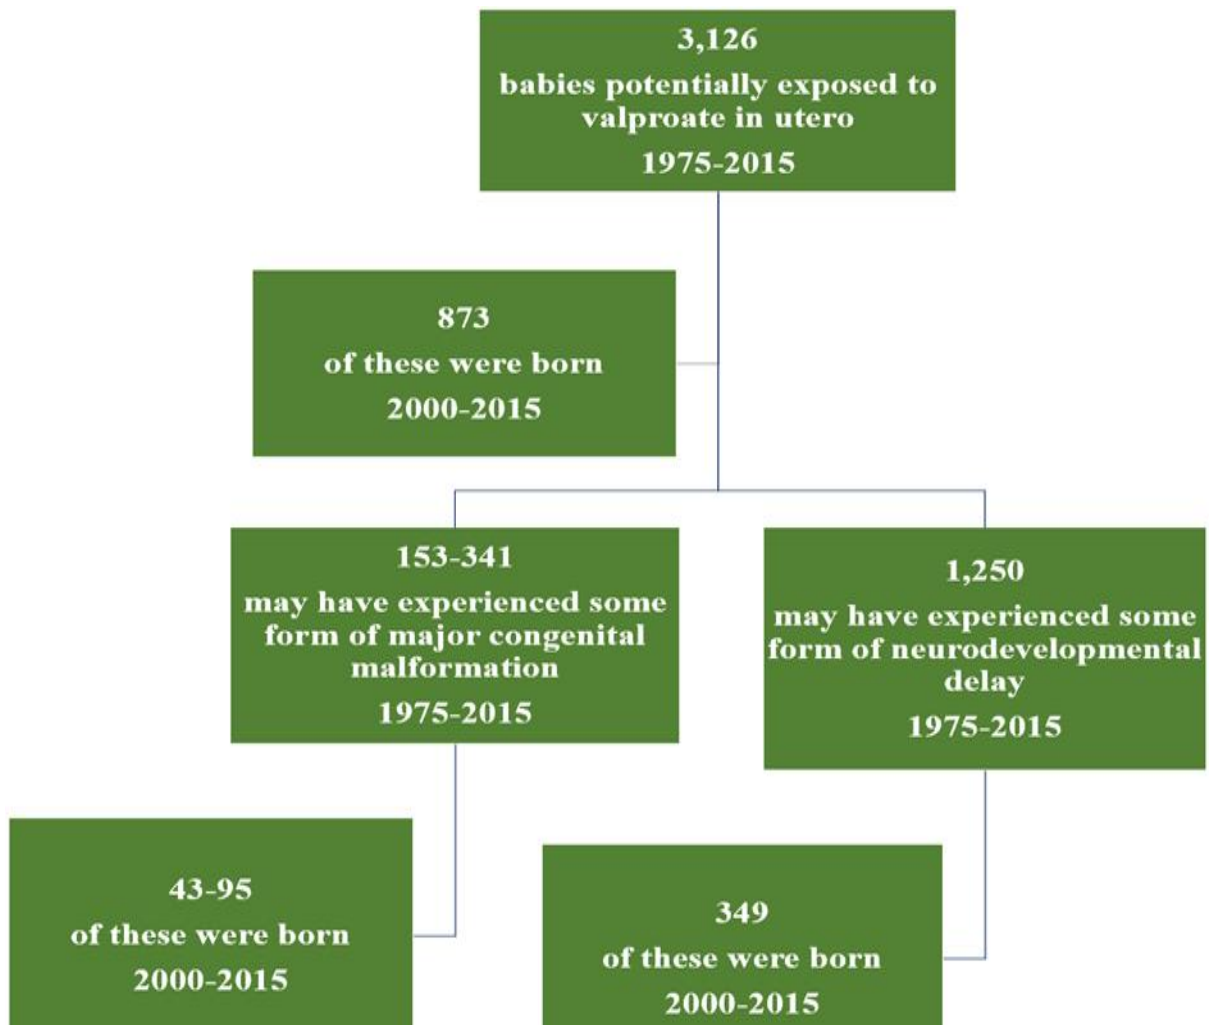 3,126
babies potentially exposed to
valproate in utero
1975-2015
873
of these were born
2000-2015
153-341
may have experienced some
form of major congenital
malformation
1975-2015
1,250
may have experienced some
form of neurodevelopmental
delay
1975-2015
43-95
of these were born
2000-2015
349
of these were born
2000-2015